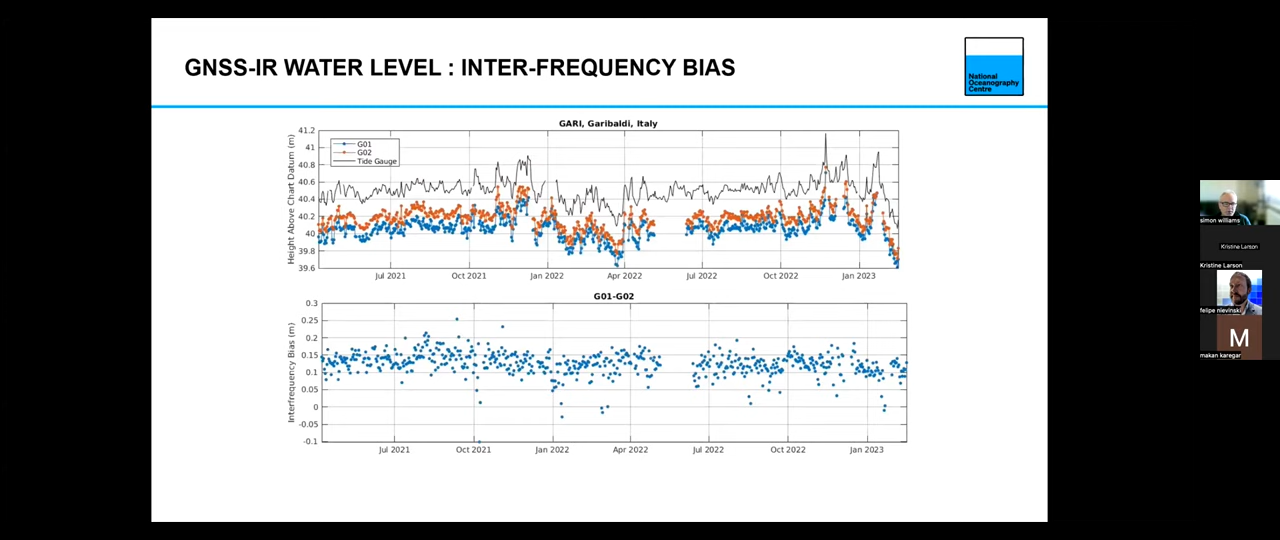 GNSS-IR WATER LEVEL : INTER-FREQUENCY BIAS
National
Oceanography
Centre
GARI, Garibaldi, Italy
Height Above Chart Datum (m)
41.2
41
40.8
40.6
40.4
40.2
40
39.8
39.6
G01
G02
Tide Gauge
Jul 2021
Oct 2021
Jan 2022
Apr 2022
Jul 2022
Oct 2022
Jan 2023
G01-G02
Interfrequency Bias (m)
0.3
0.25
0.2
0.15
0.1
0.05
0
-0.05
-0.1
Jul 2021
Oct 2021
Jan 2022
Apr 2022
Jul 2022
Oct 2022
Jan 2023
simon williams
Kristine Larson
Kristine Larson
felipe nievinski
M
makan karegar